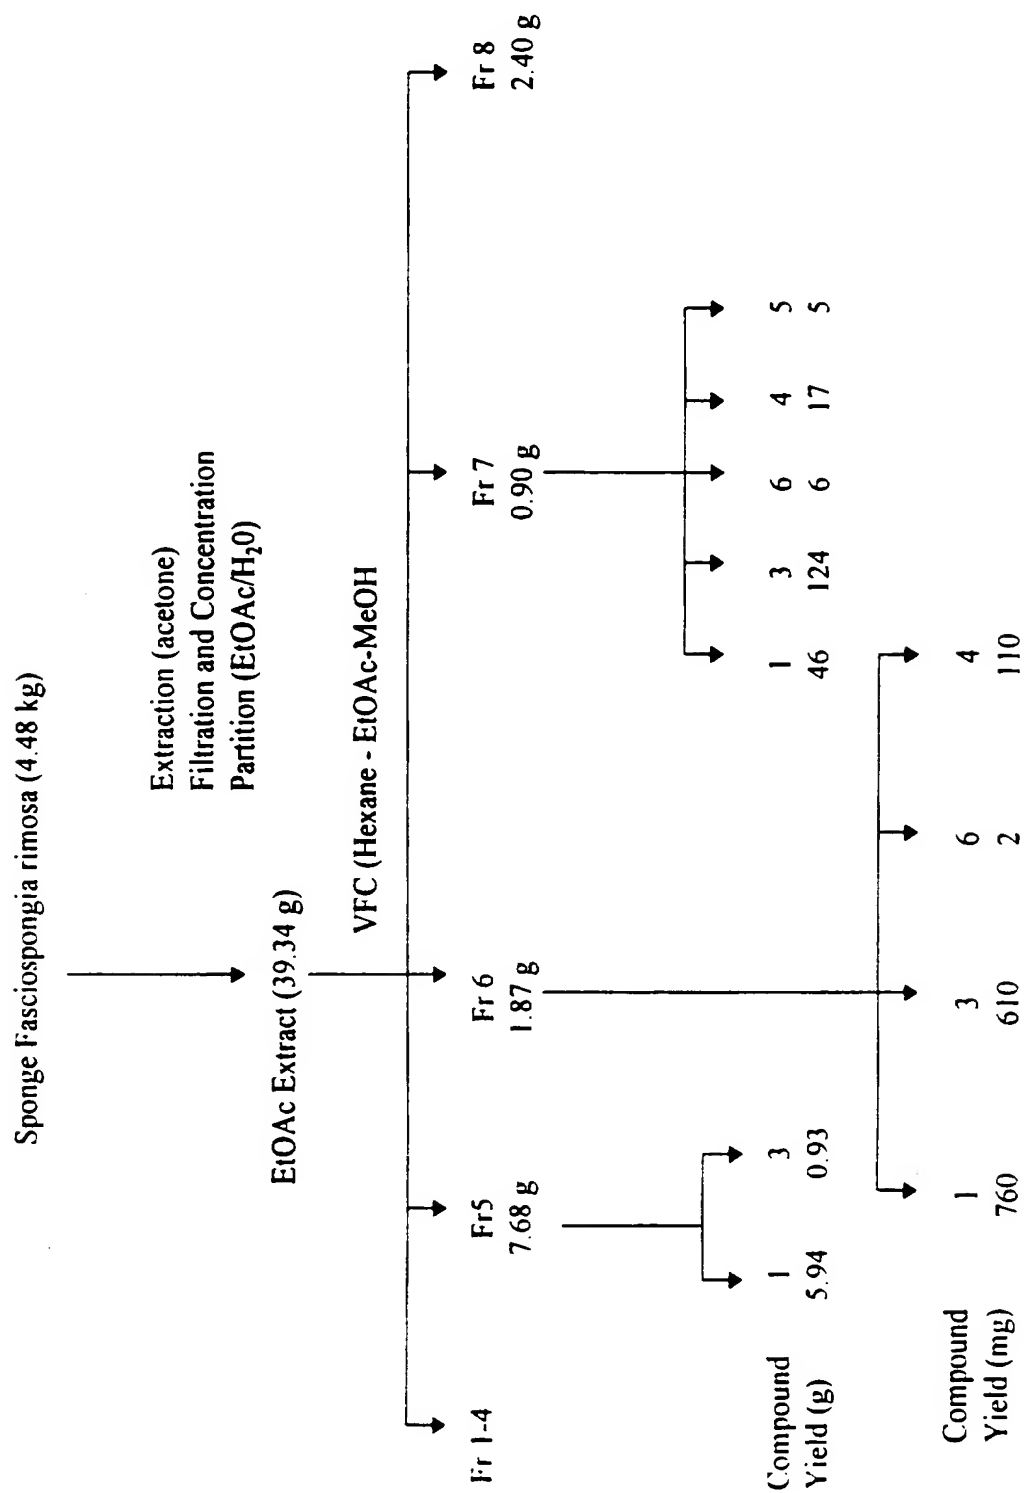 Sponge Fasciospongia rimosa (4.48 kg)
Extraction (acetone)
Filtration and Concentration
Partition (EtOAc/H₂0)
EtOAc Extract (39.34 g)
VFC (Hexane - EtOAc-MeOH
Fr 1-4
Fr5
7.68 g
Fr 6
1.87 g
Fr 7
0.90 g
Fr 8
2.40 g
Compound 1 3 1 3 6 4 5
Yield (g) 5.94 0.93 46 124 6 17 5
Compound 1 3 6 4
Yield (mg) 760 610 2 110